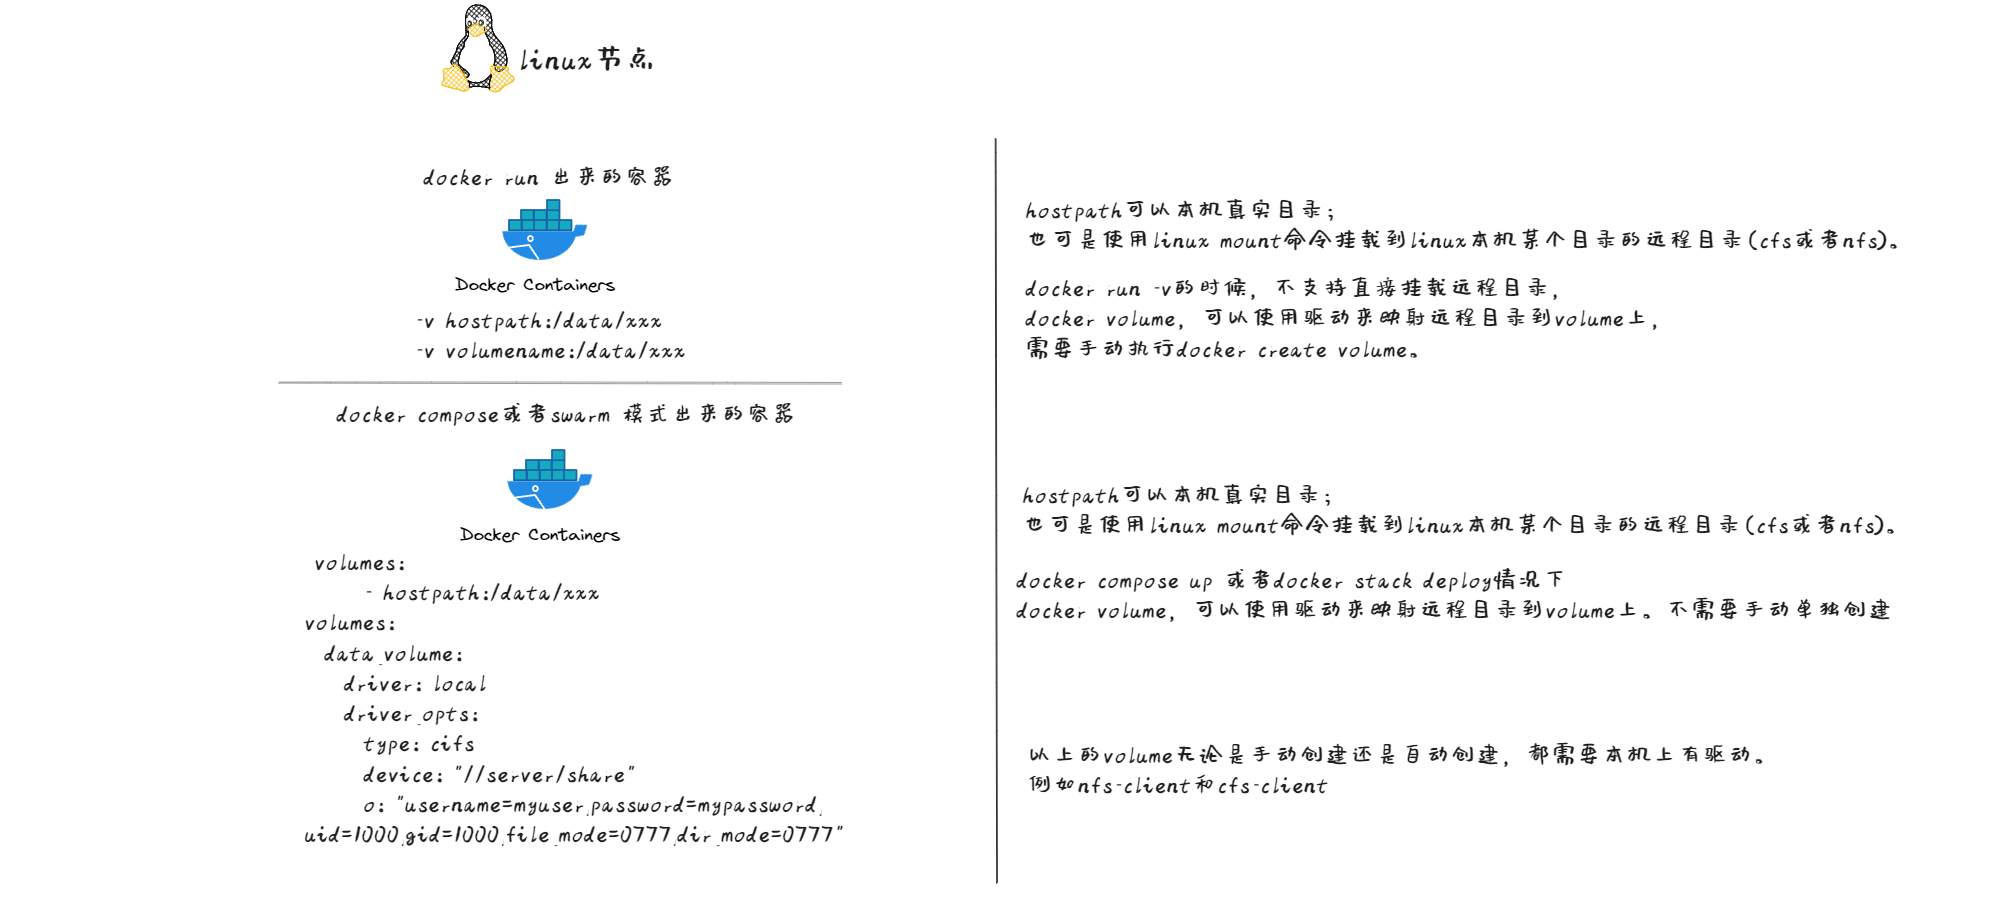 linux节点
docker run 出来的容器
Docker Containers
-v hostpath:/data/xxx
-v volumename:/data/xxx
docker compose或者swarm 模式出来的容器
Docker Containers
volumes:
- hostpath:/data/xxx
volumes:
data_volume:
driver: local
driver_opts:
type: cifs
device: "//server/share"
o: "username=myuser,password=mypassword,
uid=1000,gid=1000,file_mode=0777,dir_mode=0777"
hostpath可以本机真实目录；
也可是使用linux mount命令挂载到linux本机某个目录的远程目录(cfs或者nfs)。
docker run -v的时候，不支持直接挂载远程目录，
docker volume，可以使用驱动来映射远程目录到volume上，
需要手动执行docker create volume。
hostpath可以本机真实目录；
也可是使用linux mount命令挂载到linux本机某个目录的远程目录(cfs或者nfs)。
docker compose up 或者docker stack deploy情况下
docker volume，可以使用驱动来映射远程目录到volume上。不需要手动单独创建
以上的volume无论是手动创建还是自动创建，都需要本机上有驱动。
例如nfs-client和cfs-client